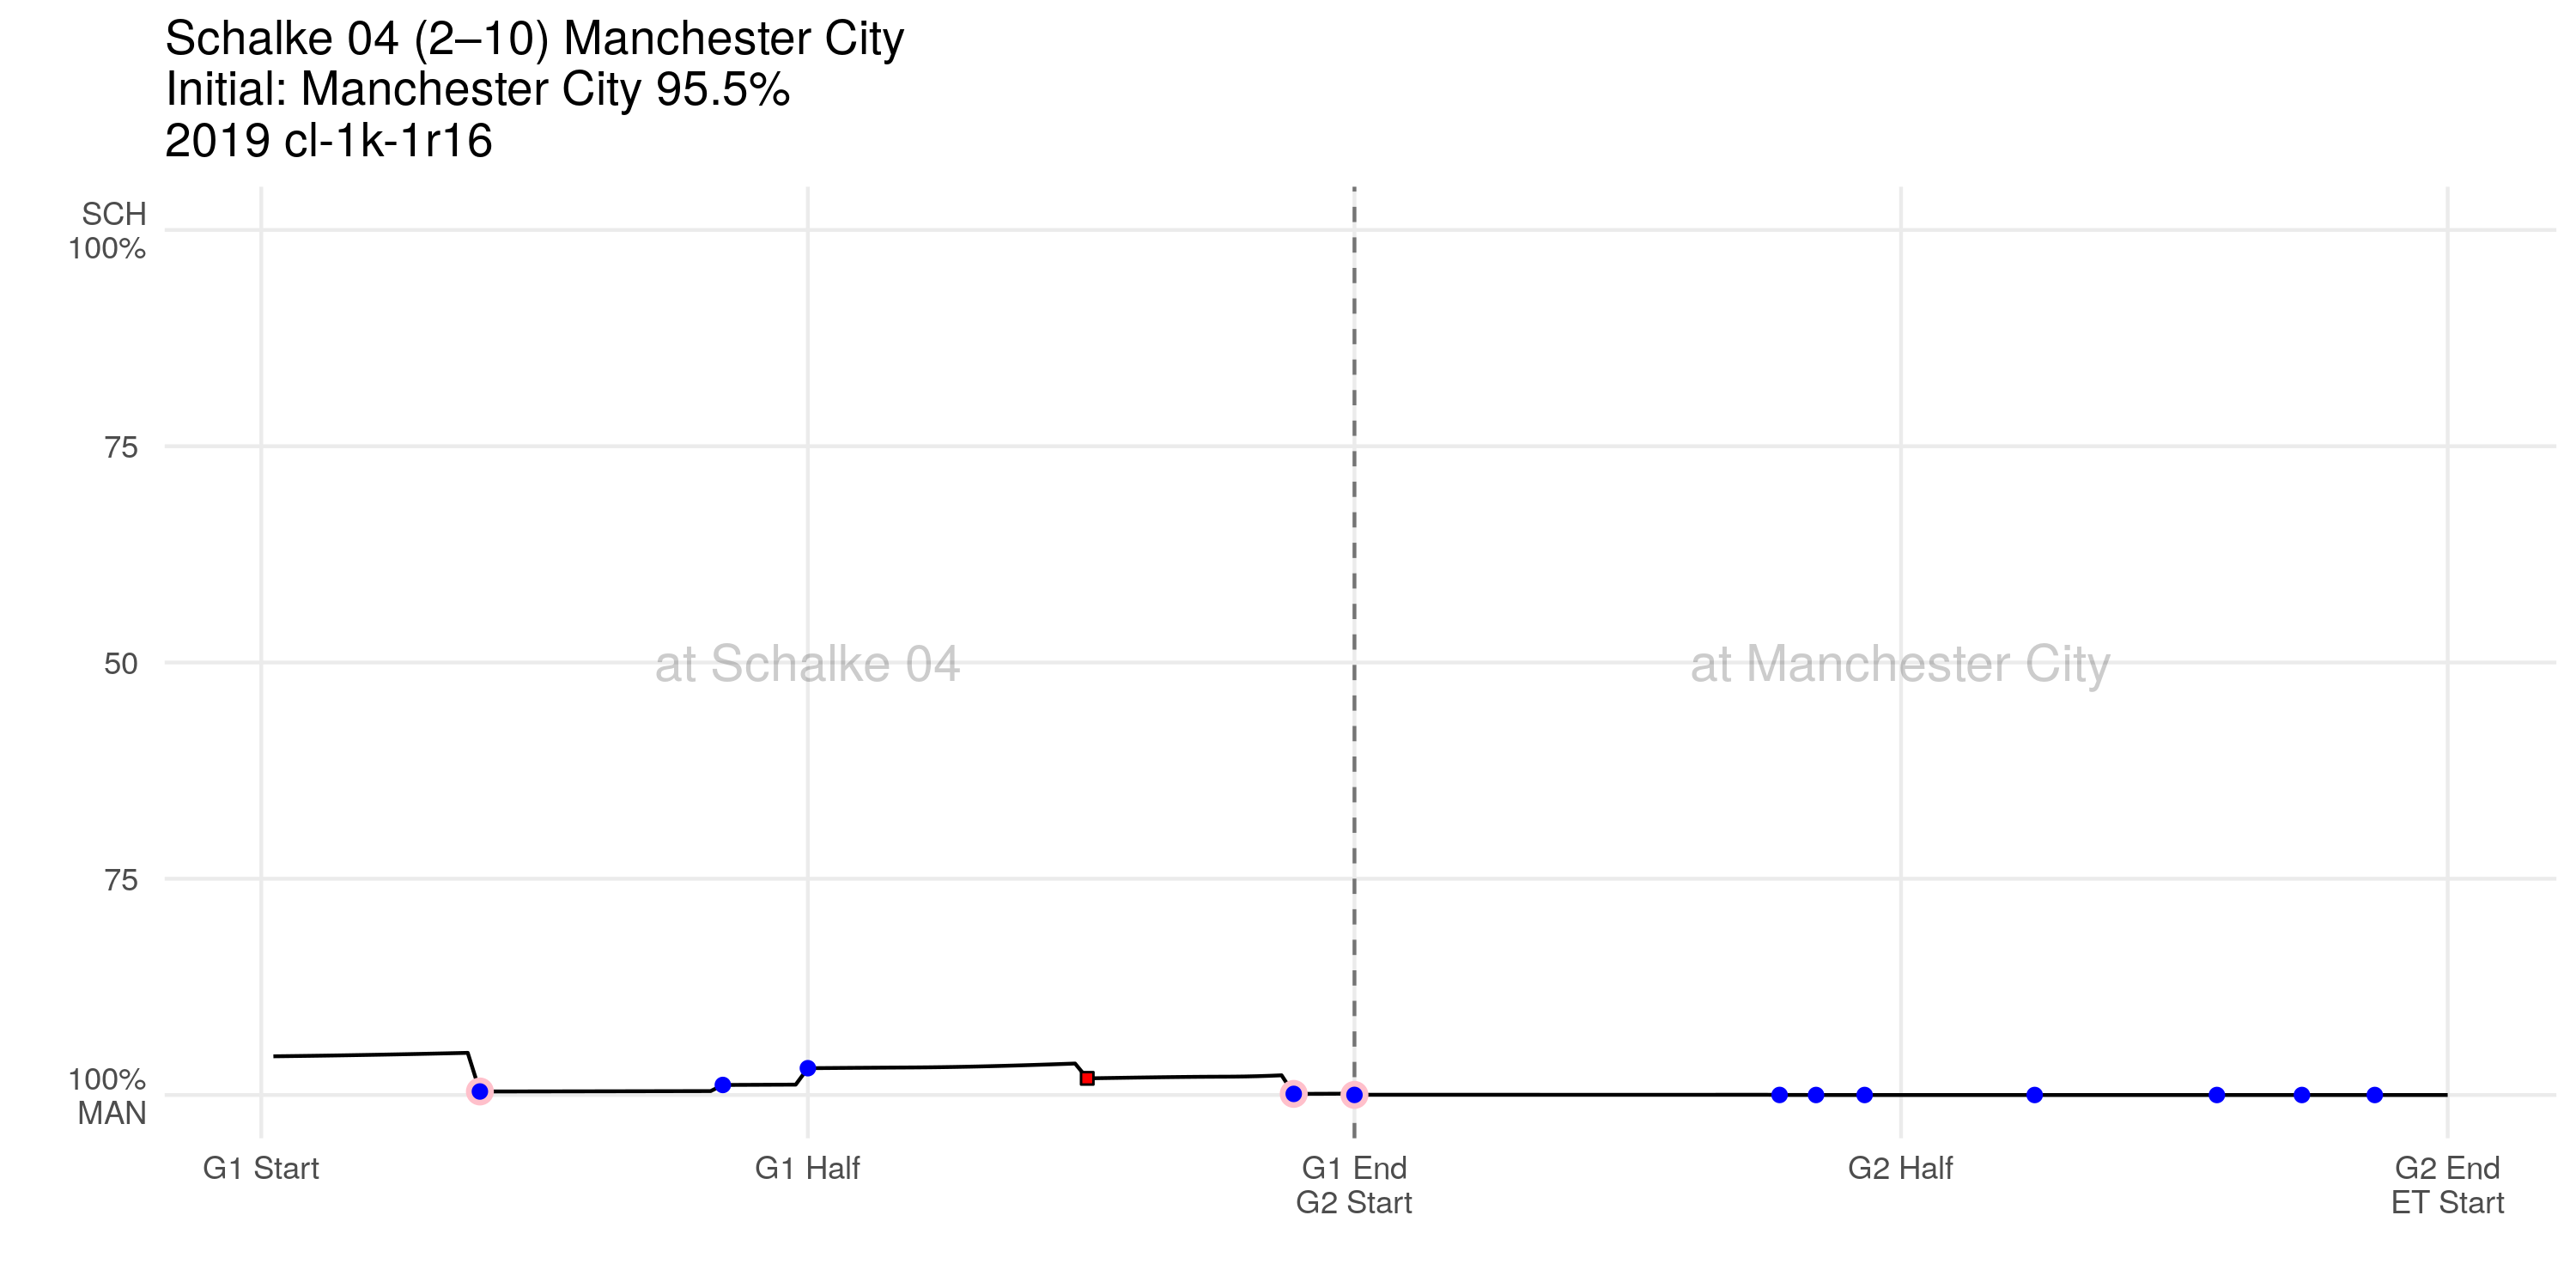 Schalke 04 (2–10) Manchester City
Initial: Manchester City 95.5%
2019 cl-1k-1r16
SCH
100%
75
50
75
100%
MAN
at Schalke 04
at Manchester City
G1 Start
G1 Half
G1 End
G2 Start
G2 Half
G2 End
ET Start